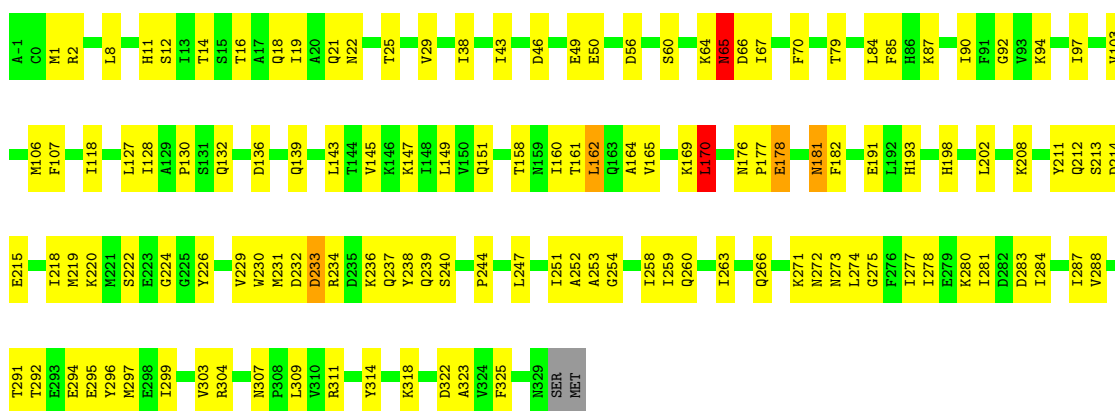 A-1 C0 M1 R2 L8 H11 S12 I13 T14 S15 T16 A17 Q18 I19 A20 Q21 N22 T25 V29 I38 I43 D46 E49 E50 D56 S60 K64 N65 D66 I67 F70 T79 L84 F85 H86 K87 I90 F91 G92 V93 K94 I97 V103
M106 F107 I118 L127 I128 A129 P130 S131 Q132 D136 Q139 L143 T144 V145 K146 K147 I148 L149 V150 Q151 T158 N159 I160 T161 L162 Q163 A164 V165 K169 L170 N176 P177 E178 N181 F182 E191 L192 H193 H198 L202 K208 Y211 Q212 S213 D214
E215 I218 M219 K220 M221 S222 E223 G224 G225 Y226 V229 W230 M231 D232 D233 R234 D235 K236 Q237 Y238 Q239 S240 P244 L247 I251 A252 A253 G254 I258 I259 Q260 I263 Q266 K271 N272 N273 L274 G275 F276 I277 I278 E279 K280 I281 D282 D283 I284 I287 V288
T291 T292 E293 E294 E295 Y296 M297 E298 I299 V303 R304 N307 P308 L309 V310 R311 Y314 K318 D322 A323 V324 F325 N329 SER MET